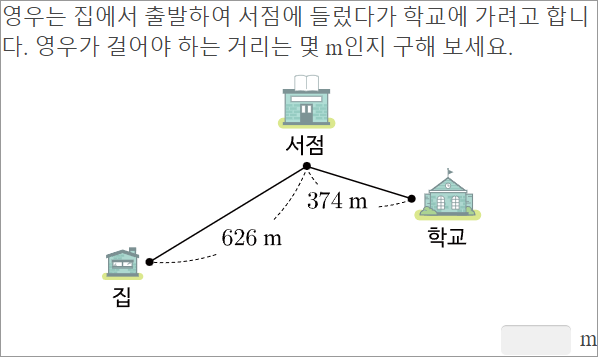 영우는 집에서 출발하여 서점에 들렀다가 학교에 가려고 합니
다. 영우가 걸어야 하는 거리는 몇 m인지 구해 보세요.
서점
374 m
626 m
학교
집
m